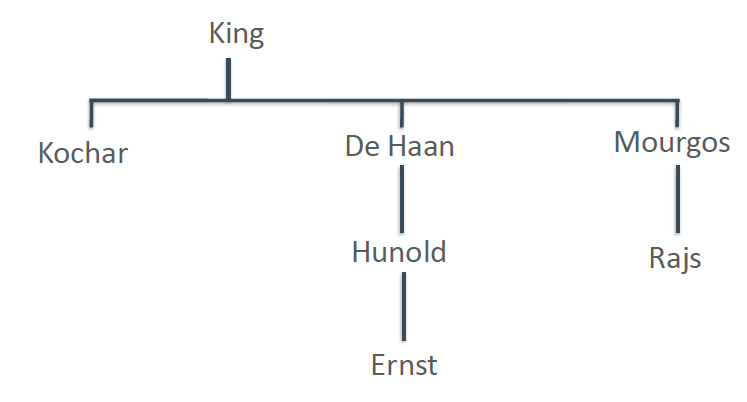 King
Kochar
De Haan
Mourgos
Hunold
Rajs
Ernst